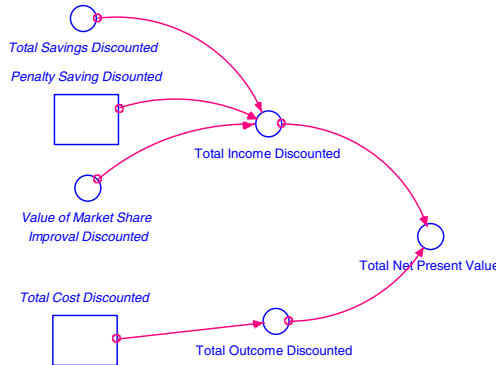 Total Savings Discounted
Penalty Saving Disounted
Total Income Discounted
Value of Market Share
Improval Discounted
Total Net Present Value
Total Cost Discounted
Total Outcome Discounted